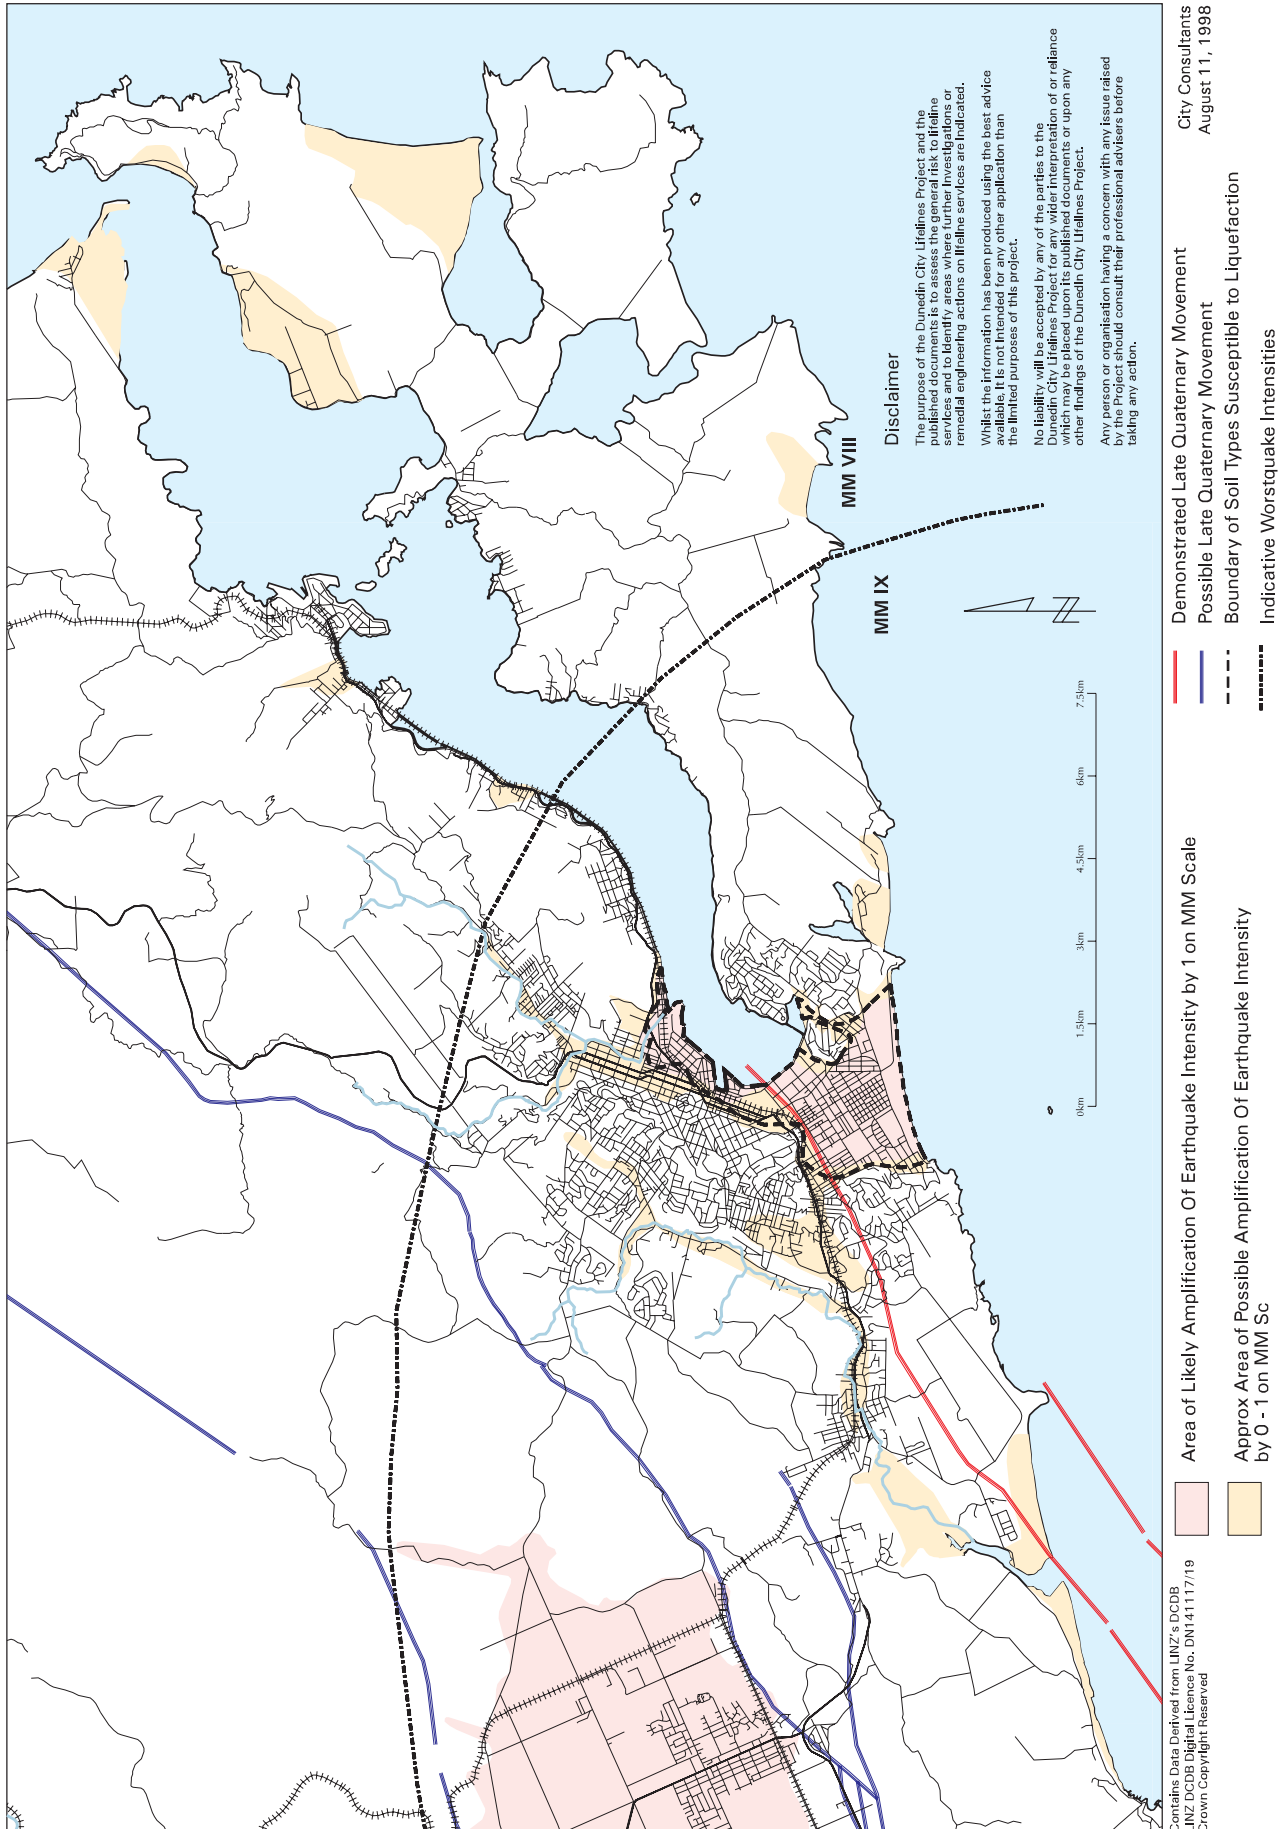 MM VIII
MM IX
Disclaimer
The purpose of the Dunedin City Lifelines Project and the
published documents is to assess the general risk to lifeline
services and to identify areas where further investigations or
remedial engineering actions on lifeline services are indicated.
Whilst the information has been produced using the best advice
available, it is not intended for any other application than
the limited purposes of this project.
No liability will be accepted by any of the parties to the
Dunedin City Lifelines Project for any wider interpretation of or reliance
which may be placed upon its published documents or upon any
other findings of the Dunedin City Lifelines Project.
Any person or organisation having a concern with any issue raised
by the Project should consult their professional advisers before
taking any action.
0km
1.5km
3km
4.5km
6km
7.5km
Contains Data Derived from LINZ's DCDB
LINZ DCDB Digital Licence No. DN141117/19
Crown Copyright Reserved
Area of Likely Amplification Of Earthquake Intensity by 1 on MM Scale
Approx Area of Possible Amplification Of Earthquake Intensity
by 0 - 1 on MM Sc
Demonstrated Late Quaternary Movement
Possible Late Quaternary Movement
Boundary of Soil Types Susceptible to Liquefaction
Indicative Worstquake Intensities
City Consultants
August 11, 1998